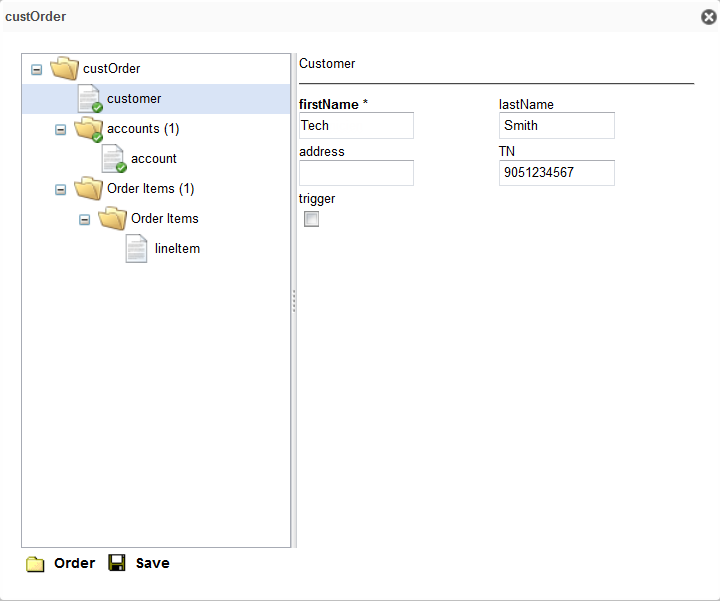 custOrder
custOrder
customer
accounts (1)
account
Order Items (1)
Order Items
lineItem
Customer
firstName * lastName
Tech Smith
address TN
9051234567
trigger
Order Save